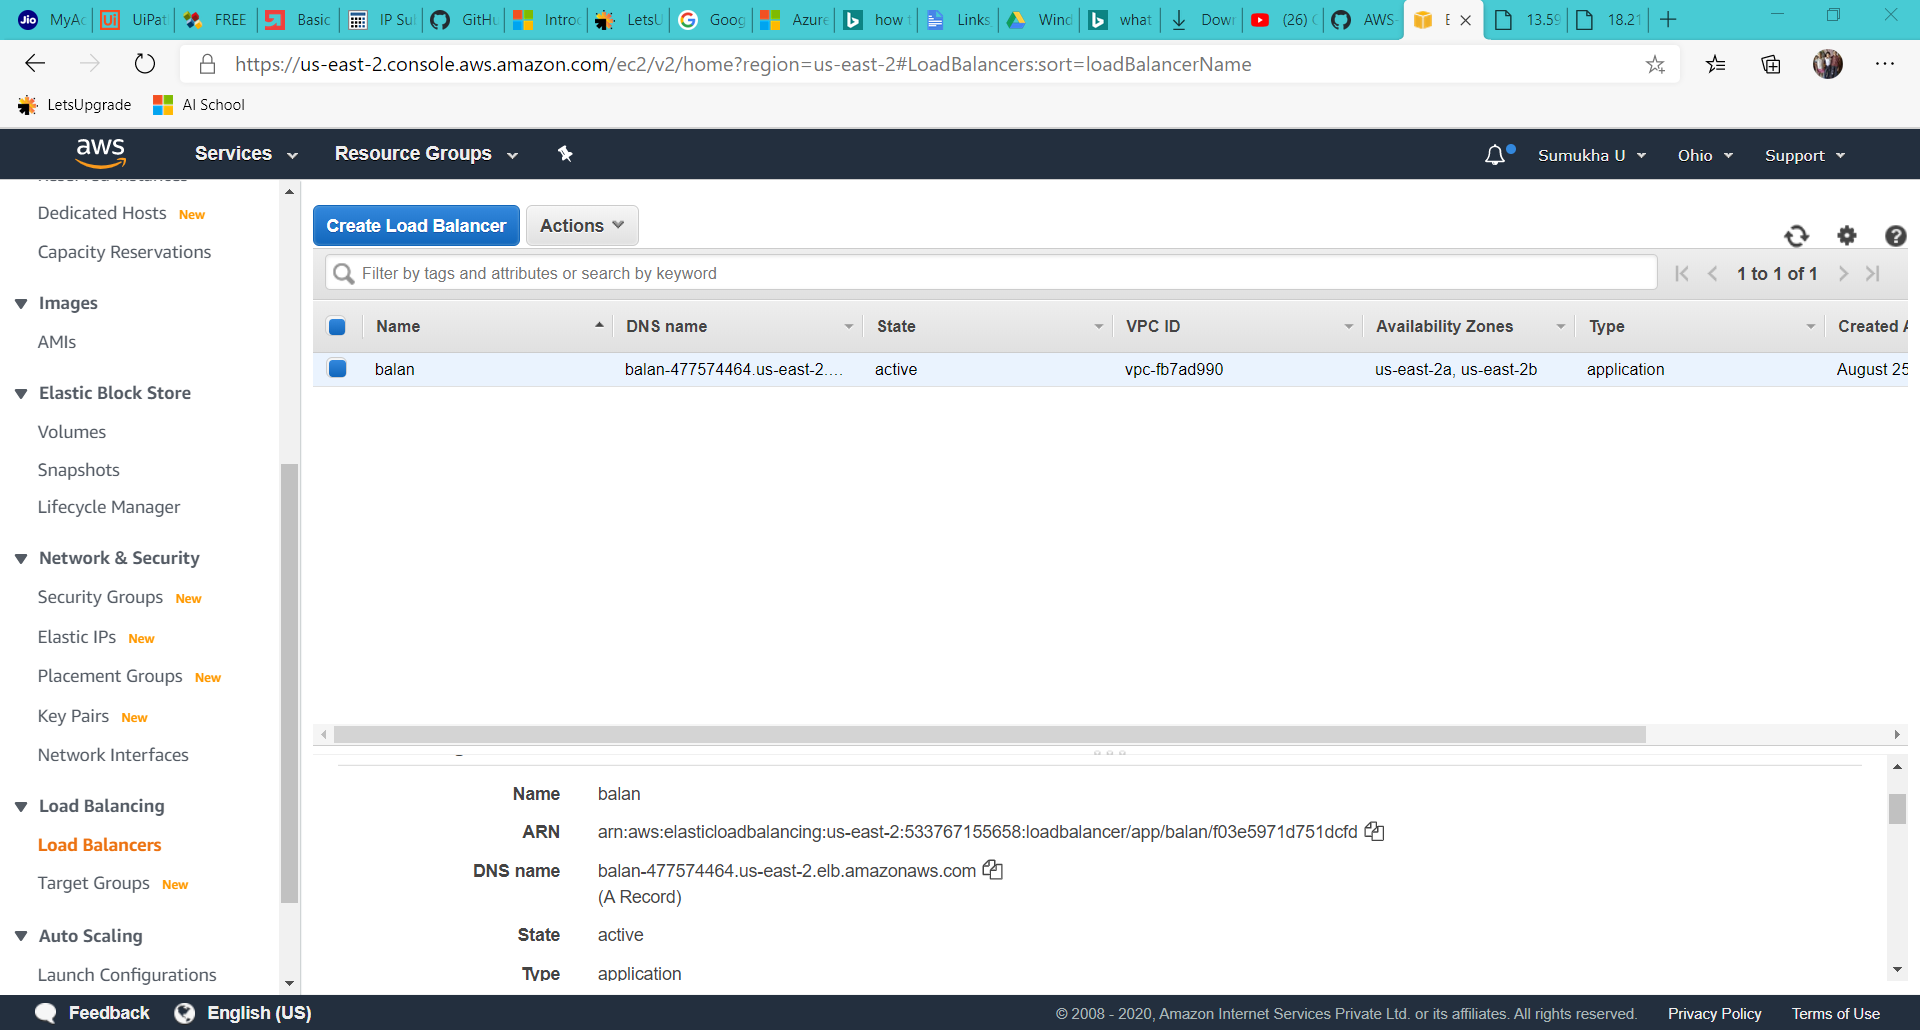 MyAc UiPat FREE Basic IP Su GitHu Introd LetsU Goog Azure how t Links Wind what Dow (26) AWS- E 13.59 18.21
https://us-east-2.console.aws.amazon.com/ec2/v2/home?region=us-east-2#LoadBalancers:sort=loadBalancerName
LetsUpgrade AI School
aws Services Resource Groups Sumukha U Ohio Support
Reserved Instances
Dedicated Hosts New
Capacity Reservations
Images
AMIs
Elastic Block Store
Volumes
Snapshots
Lifecycle Manager
Network & Security
Security Groups New
Elastic IPs New
Placement Groups New
Key Pairs New
Network Interfaces
Load Balancing
Load Balancers
Target Groups New
Auto Scaling
Launch Configurations
Create Load Balancer Actions
Filter by tags and attributes or search by keyword 1 to 1 of 1
Name DNS name State VPC ID Availability Zones Type Created A
balan balan-477574464.us-east-2.... active vpc-fb7ad990 us-east-2a, us-east-2b application August 25
Name balan
ARN arn:aws:elasticloadbalancing:us-east-2:533767155658:loadbalancer/app/balan/f03e5971d751dcfd
DNS name balan-477574464.us-east-2.elb.amazonaws.com
(A Record)
State active
Type application
Feedback English (US) © 2008 - 2020, Amazon Internet Services Private Ltd. or its affiliates. All rights reserved. Privacy Policy Terms of Use